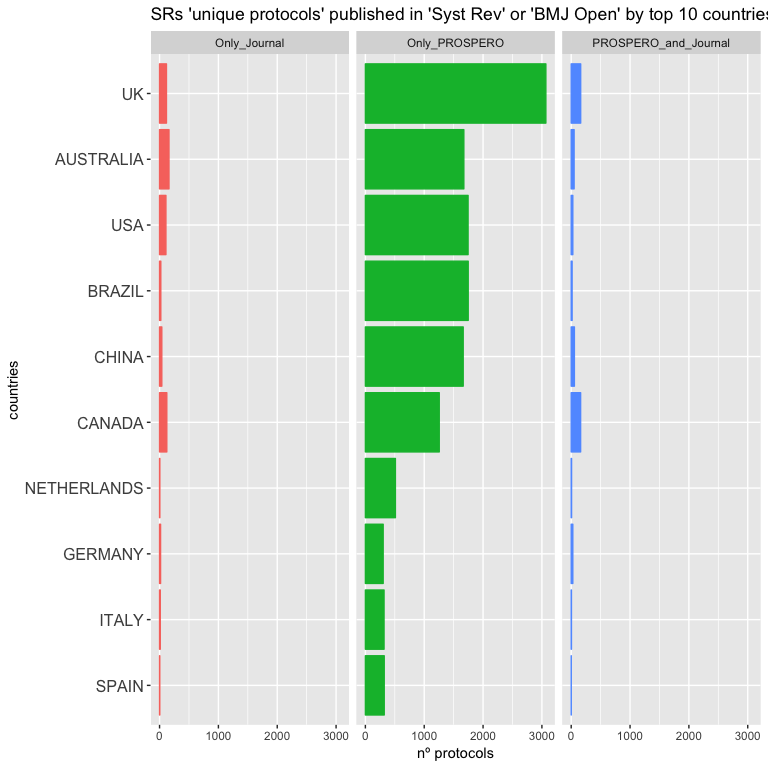 SRs 'unique protocols' published in 'Syst Rev' or 'BMJ Open' by top 10 countries
Only_Journal
Only_PROSPERO
PROSPERO_and_Journal
countries
UK
AUSTRALIA
USA
BRAZIL
CHINA
CANADA
NETHERLANDS
GERMANY
ITALY
SPAIN
0 1000 2000 3000
0 1000 2000 3000
0 1000 2000 3000
nº protocols